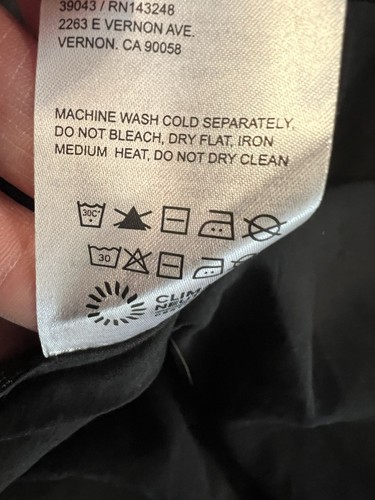 39043 / RN143248
2263 E VERNON AVE.
VERNON. CA 90058
MACHINE WASH COLD SEPARATELY,
DO NOT BLEACH, DRY FLAT, IRON
MEDIUM HEAT, DO NOT DRY CLEAN
30C°
30